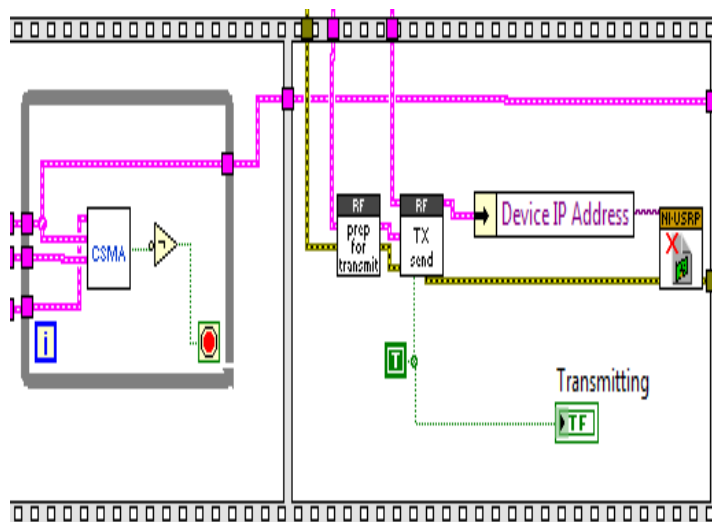 CSMA
i
RF
prep
for
transmit
RF
TX
send
Device IP Address
NI-USRP
T
Transmitting
TF